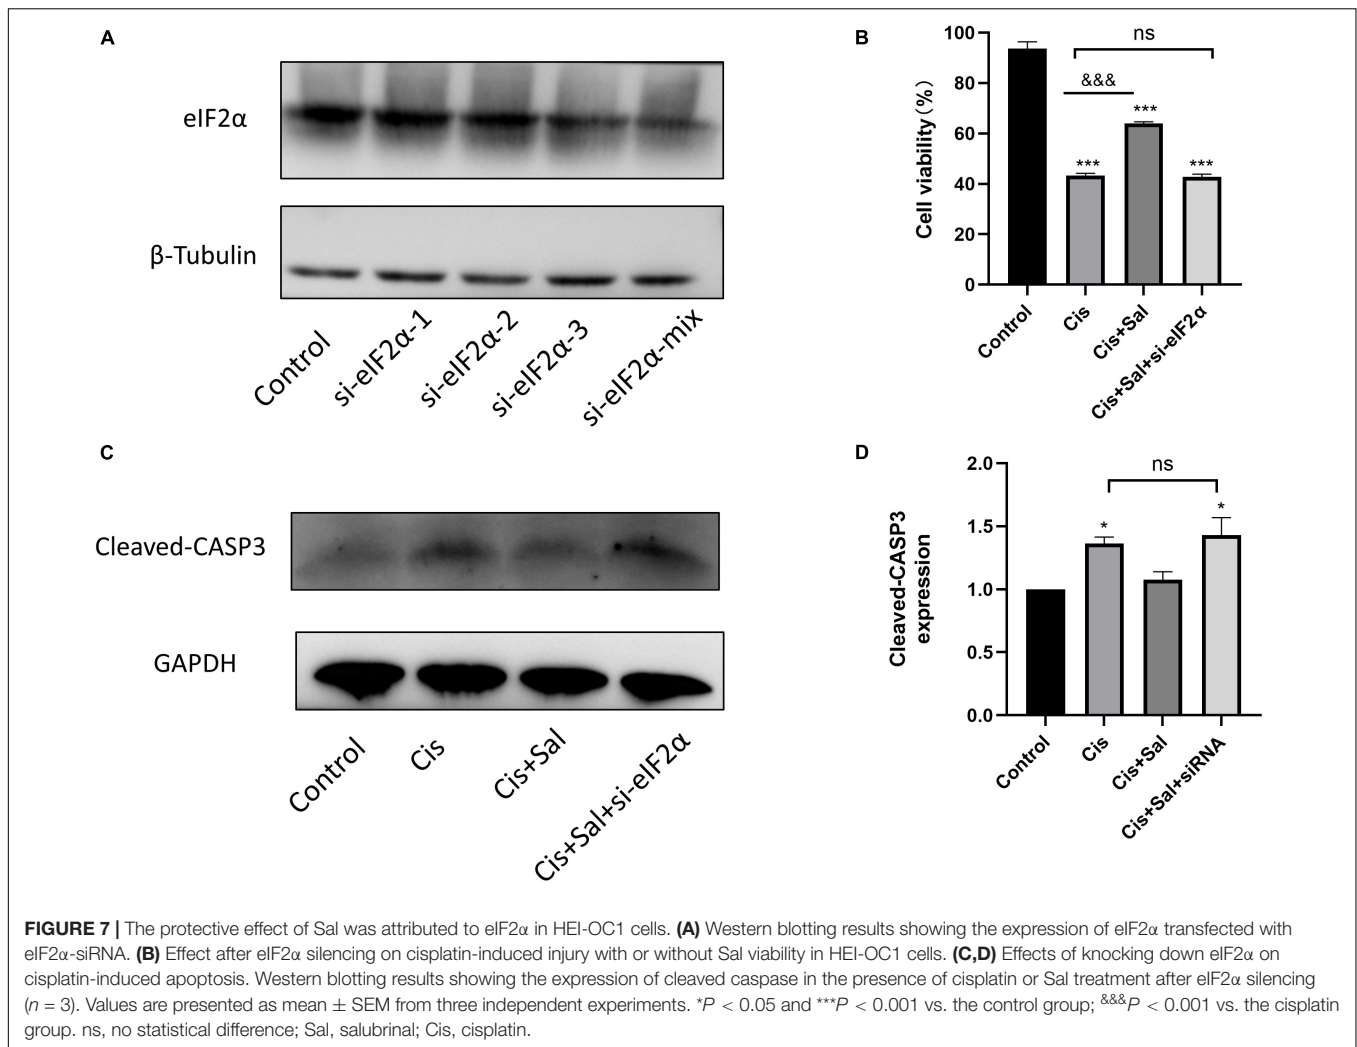 A
eIF2α
β-Tubulin
Control
si-eIF2α-1
si-eIF2α-2
si-eIF2α-3
si-eIF2α-mix
B
Cell viability (%)
100
80
60
40
20
0
ns
&&&
***
***
***
Control
Cis
Cis+Sal
Cis+Sal+si-eIF2α
C
Cleaved-CASP3
GAPDH
Control
Cis
Cis+Sal
Cis+Sal+si-eIF2α
D
Cleaved-CASP3
expression
2.0
1.5
1.0
0.5
0.0
ns
*
*
Control
Cis
Cis+Sal
Cis+Sal+siRNA
FIGURE 7 | The protective effect of Sal was attributed to eIF2α in HEI-OC1 cells. (A) Western blotting results showing the expression of eIF2α transfected with
eIF2α-siRNA. (B) Effect after eIF2α silencing on cisplatin-induced injury with or without Sal viability in HEI-OC1 cells. (C,D) Effects of knocking down eIF2α on
cisplatin-induced apoptosis. Western blotting results showing the expression of cleaved caspase in the presence of cisplatin or Sal treatment after eIF2α silencing
(n = 3). Values are presented as mean ± SEM from three independent experiments. *P < 0.05 and ***P < 0.001 vs. the control group; &&&P < 0.001 vs. the cisplatin
group. ns, no statistical difference; Sal, salubrinal; Cis, cisplatin.